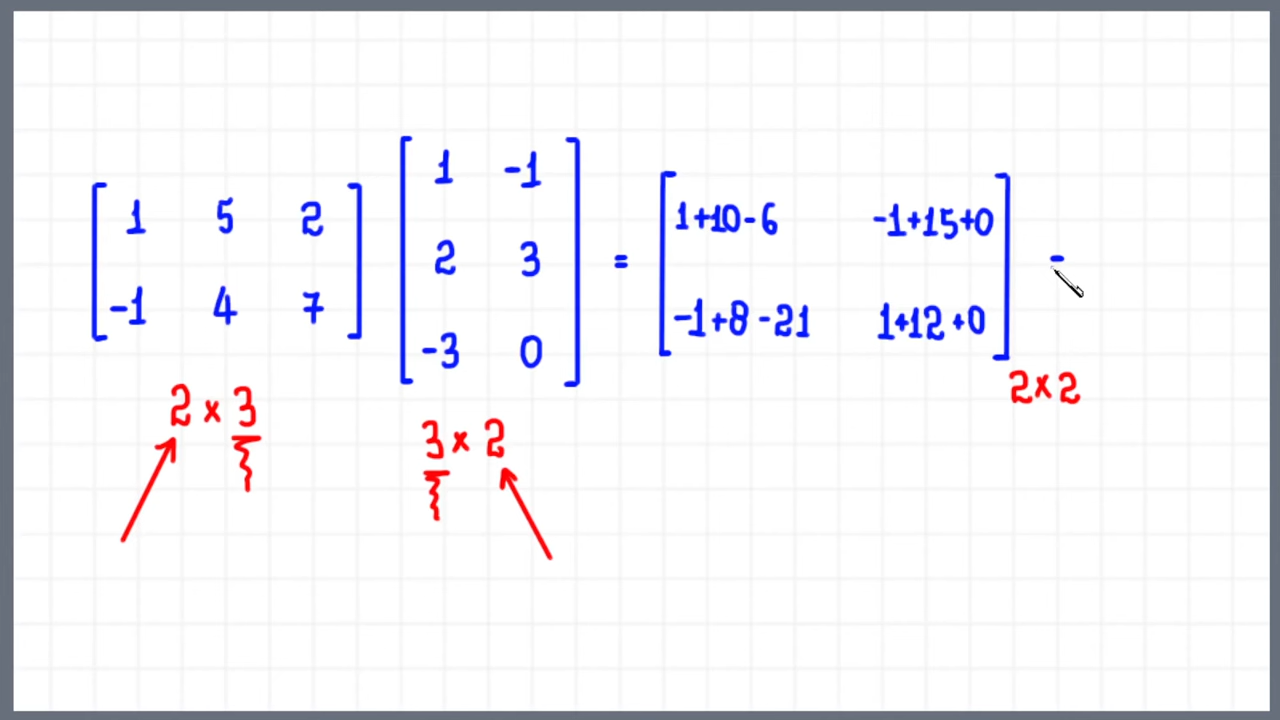 [ 1 5 2 ] [ 1 -1 ] = [ 1+10-6 -1+15+0 ] -
[ -1 4 7 ] [ 2 3 ] [ -1+8-21 1+12+0 ]
[ -3 0 ]
2 × 3 3 × 2 2×2